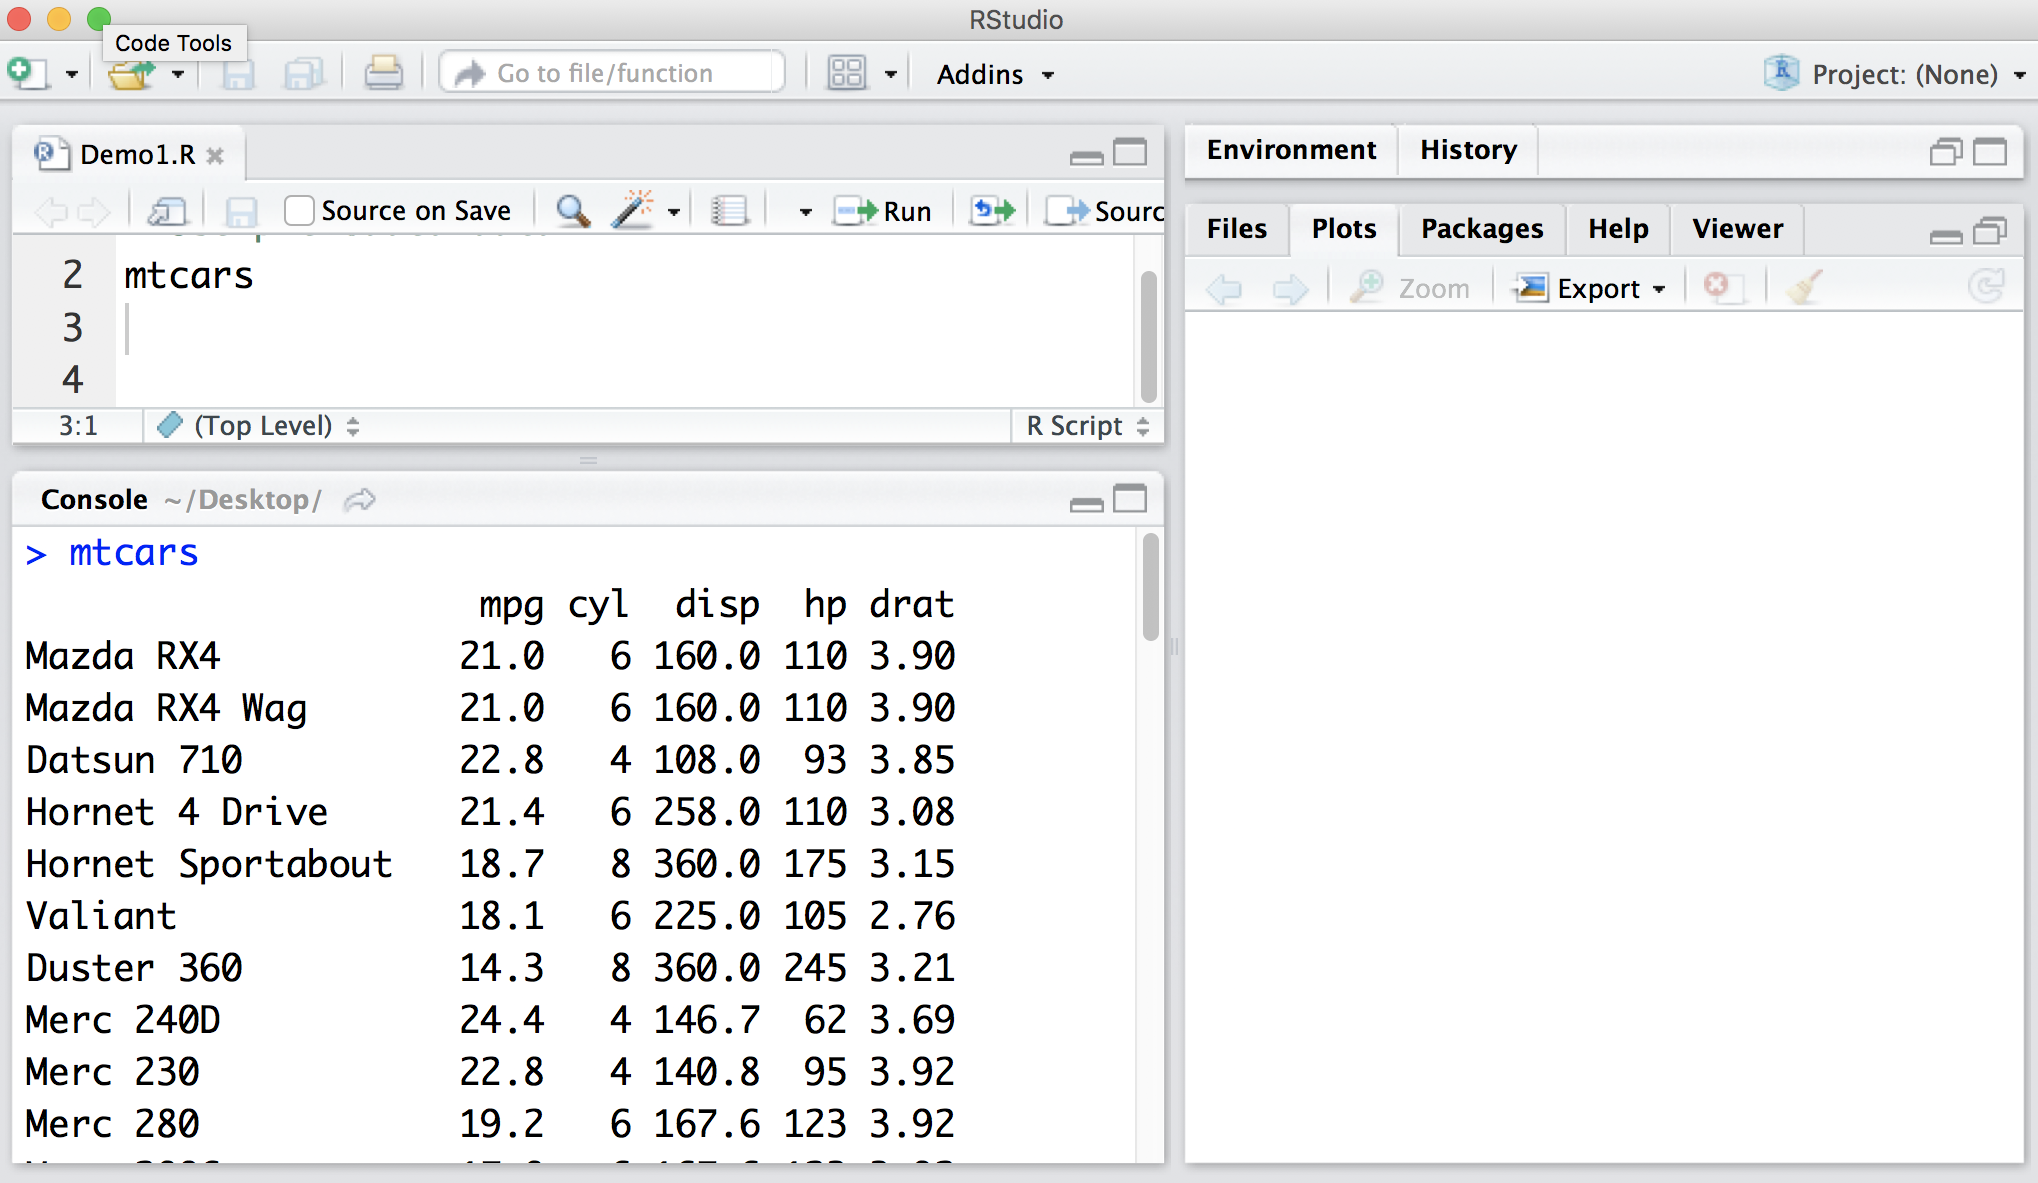 RStudio
Code Tools
Go to file/function
Addins
Project: (None)
Demo1.R
Source on Save
Run
Sourc
2 mtcars
3
4
3:1 (Top Level) R Script
Console ~/Desktop/
> mtcars
mpg cyl disp hp drat
Mazda RX4 21.0 6 160.0 110 3.90
Mazda RX4 Wag 21.0 6 160.0 110 3.90
Datsun 710 22.8 4 108.0 93 3.85
Hornet 4 Drive 21.4 6 258.0 110 3.08
Hornet Sportabout 18.7 8 360.0 175 3.15
Valiant 18.1 6 225.0 105 2.76
Duster 360 14.3 8 360.0 245 3.21
Merc 240D 24.4 4 146.7 62 3.69
Merc 230 22.8 4 140.8 95 3.92
Merc 280 19.2 6 167.6 123 3.92
Environment History
Files Plots Packages Help Viewer
Zoom Export